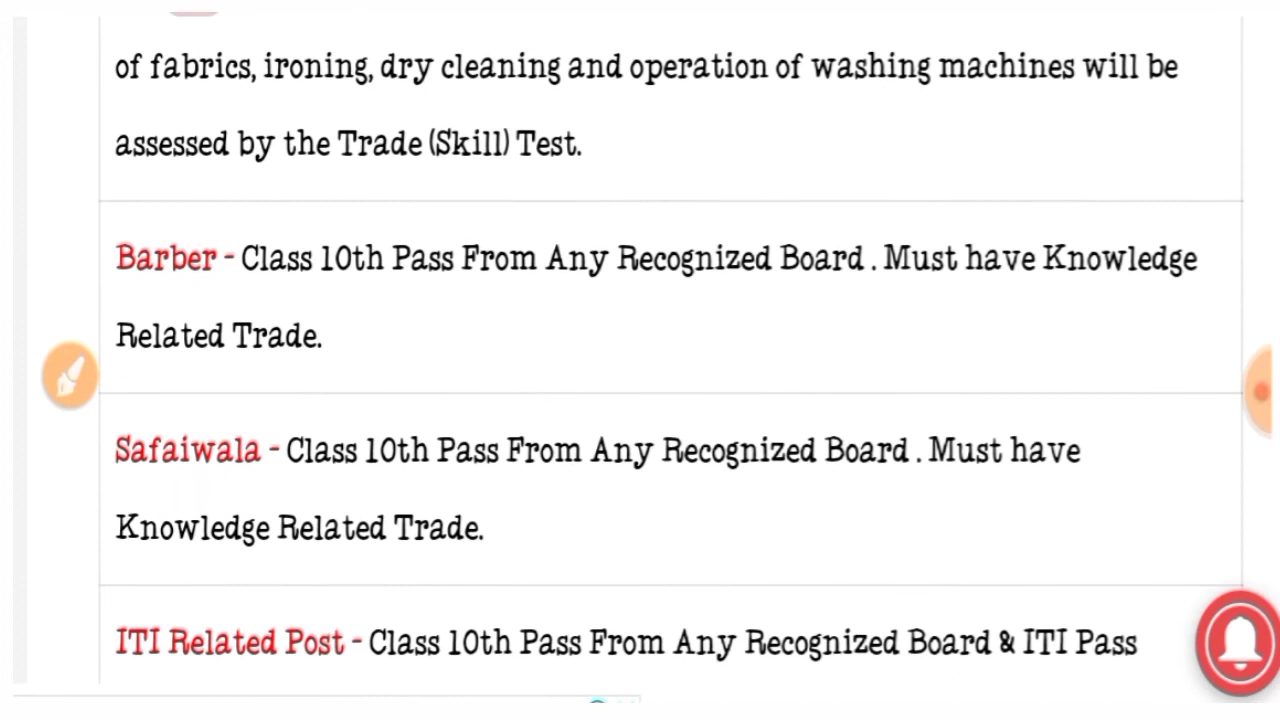 of fabrics, ironing, dry cleaning and operation of washing machines will be
assessed by the Trade (Skill) Test.
Barber - Class 10th Pass From Any Recognized Board . Must have Knowledge
Related Trade.
Safaiwala - Class 10th Pass From Any Recognized Board . Must have
Knowledge Related Trade.
ITI Related Post - Class 10th Pass From Any Recognized Board & ITI Pass